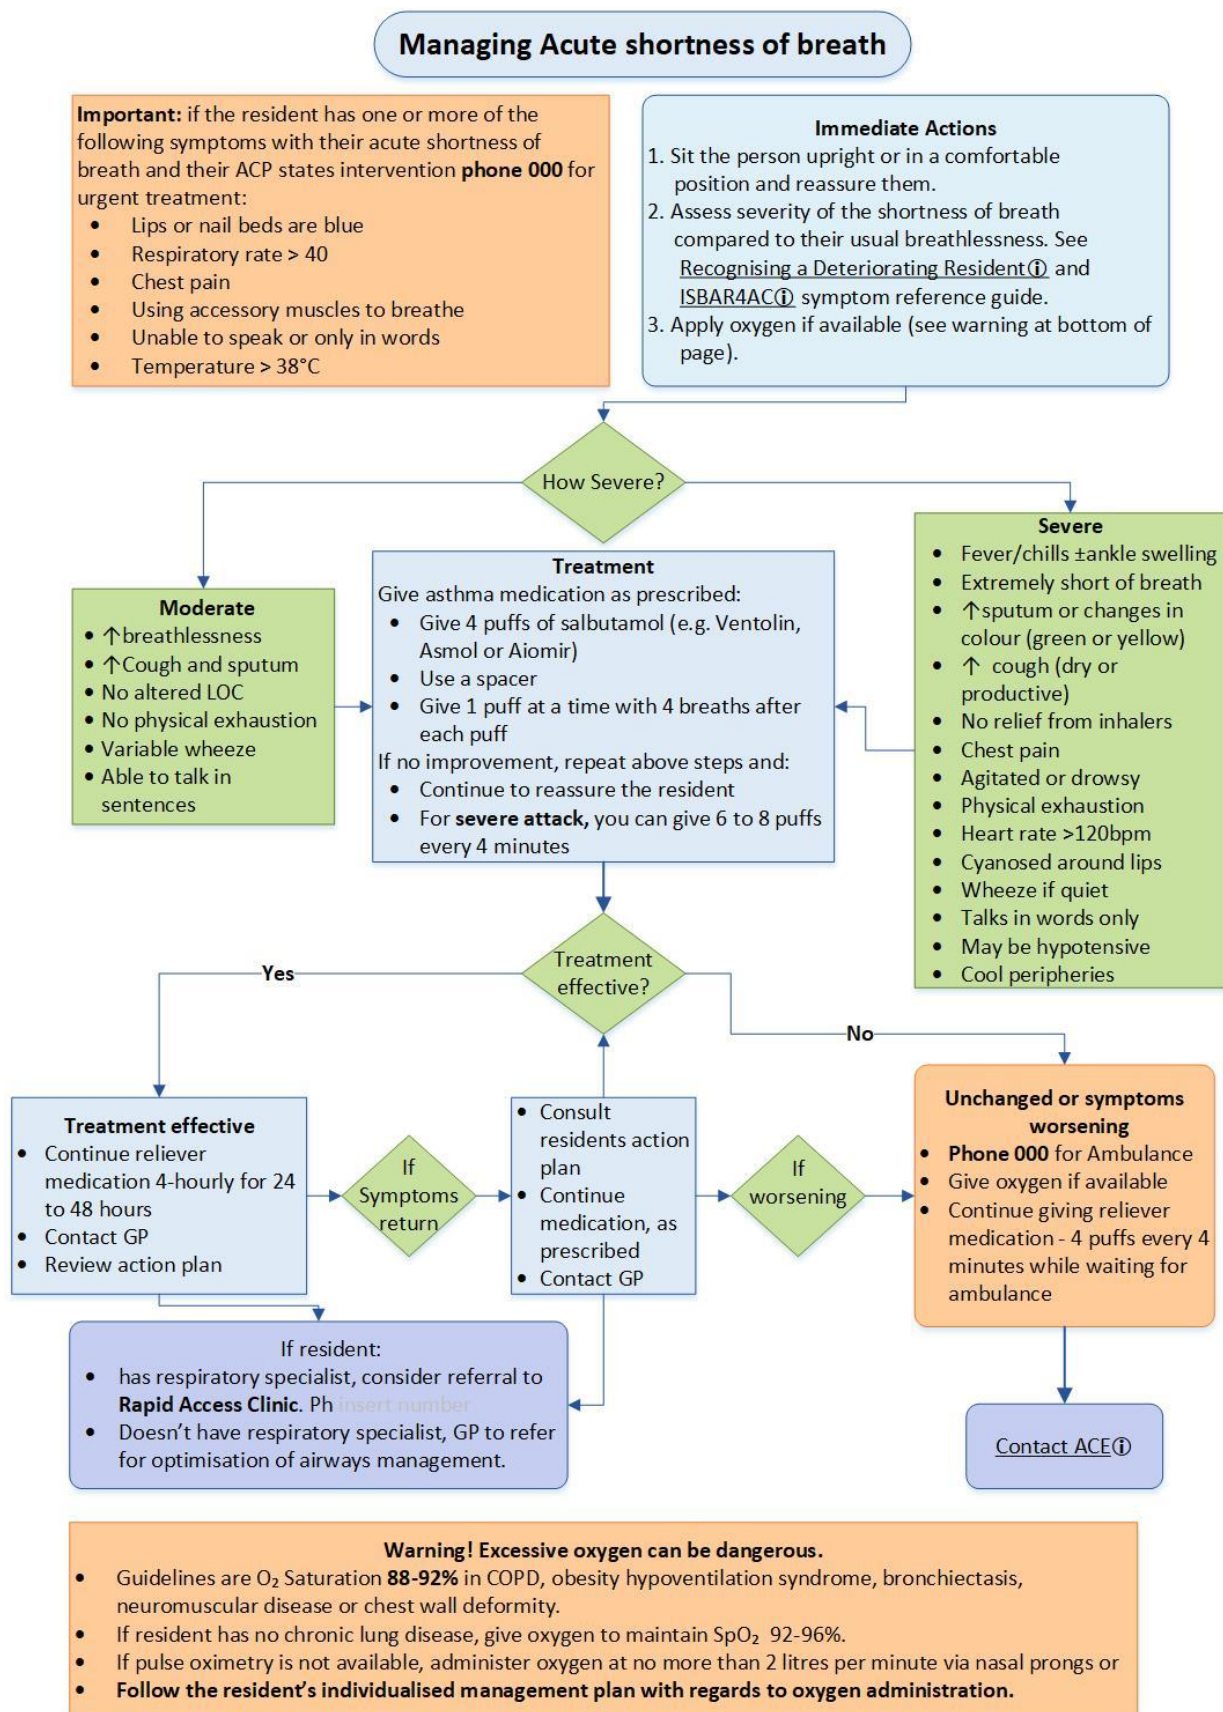 Managing Acute shortness of breath
Important: if the resident has one or more of the
following symptoms with their acute shortness of
breath and their ACP states intervention phone 000 for
urgent treatment:
• Lips or nail beds are blue
• Respiratory rate > 40
• Chest pain
• Using accessory muscles to breathe
• Unable to speak or only in words
• Temperature > 38°C
Immediate Actions
1. Sit the person upright or in a comfortable
position and reassure them.
2. Assess severity of the shortness of breath
compared to their usual breathlessness. See
Recognising a Deteriorating Residentⓘ and
ISBAR4ACⓘ symptom reference guide.
3. Apply oxygen if available (see warning at bottom of
page).
How Severe?
Moderate
• ↑breathlessness
• ↑Cough and sputum
• No altered LOC
• No physical exhaustion
• Variable wheeze
• Able to talk in
sentences
Treatment
Give asthma medication as prescribed:
• Give 4 puffs of salbutamol (e.g. Ventolin,
Asmol or Aiomir)
• Use a spacer
• Give 1 puff at a time with 4 breaths after
each puff
If no improvement, repeat above steps and:
• Continue to reassure the resident
• For severe attack, you can give 6 to 8 puffs
every 4 minutes
Severe
• Fever/chills ±ankle swelling
• Extremely short of breath
• ↑sputum or changes in
colour (green or yellow)
• ↑ cough (dry or
productive)
• No relief from inhalers
• Chest pain
• Agitated or drowsy
• Physical exhaustion
• Heart rate >120bpm
• Cyanosed around lips
• Wheeze if quiet
• Talks in words only
• May be hypotensive
• Cool peripheries
Treatment
effective?
Yes
No
Treatment effective
• Continue reliever
medication 4-hourly for 24
to 48 hours
• Contact GP
• Review action plan
If
Symptoms
return
• Consult
residents action
plan
• Continue
medication, as
prescribed
• Contact GP
If
worsening
Unchanged or symptoms
worsening
• Phone 000 for Ambulance
• Give oxygen if available
• Continue giving reliever
medication - 4 puffs every 4
minutes while waiting for
ambulance
If resident:
• has respiratory specialist, consider referral to
Rapid Access Clinic. Ph insert number
• Doesn't have respiratory specialist, GP to refer
for optimisation of airways management.
Contact ACEⓘ
Warning! Excessive oxygen can be dangerous.
• Guidelines are O₂ Saturation 88-92% in COPD, obesity hypoventilation syndrome, bronchiectasis,
neuromuscular disease or chest wall deformity.
• If resident has no chronic lung disease, give oxygen to maintain SpO₂ 92-96%.
• If pulse oximetry is not available, administer oxygen at no more than 2 litres per minute via nasal prongs or
• Follow the resident's individualised management plan with regards to oxygen administration.